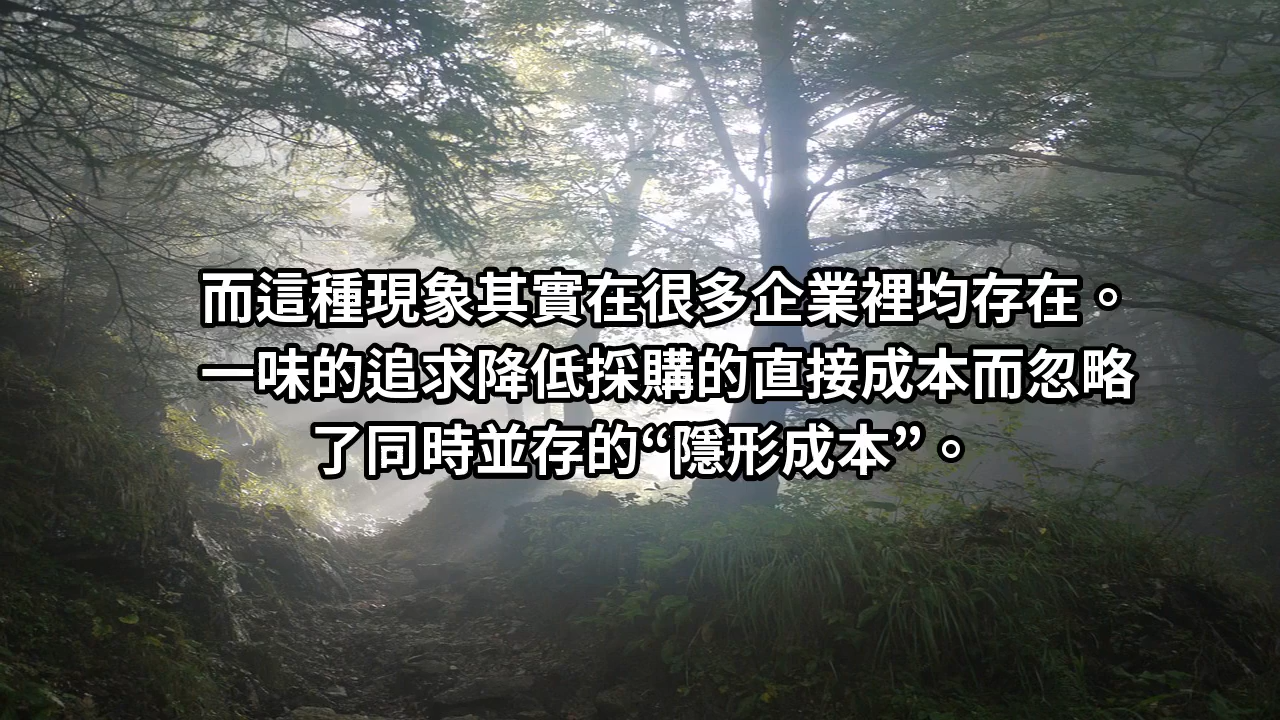 而這種現象其實在很多企業裡均存在。
一味的追求降低採購的直接成本而忽略
了同時並存的“隱形成本”。